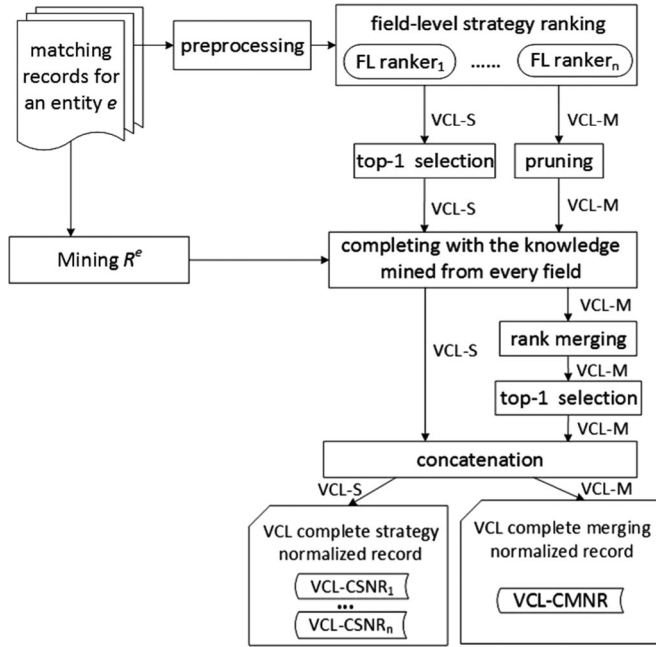 matching
records for
an entity e
preprocessing
field-level strategy ranking
FL ranker₁ ...... FL rankerₙ
VCL-S
VCL-M
top-1 selection
pruning
VCL-S
VCL-M
Mining Rᵉ
completing with the knowledge
mined from every field
VCL-M
rank merging
VCL-S
VCL-M
top-1 selection
VCL-M
concatenation
VCL-S
VCL-M
VCL complete strategy
normalized record
VCL-CSNR₁
...
VCL-CSNRₙ
VCL complete merging
normalized record
VCL-CMNR